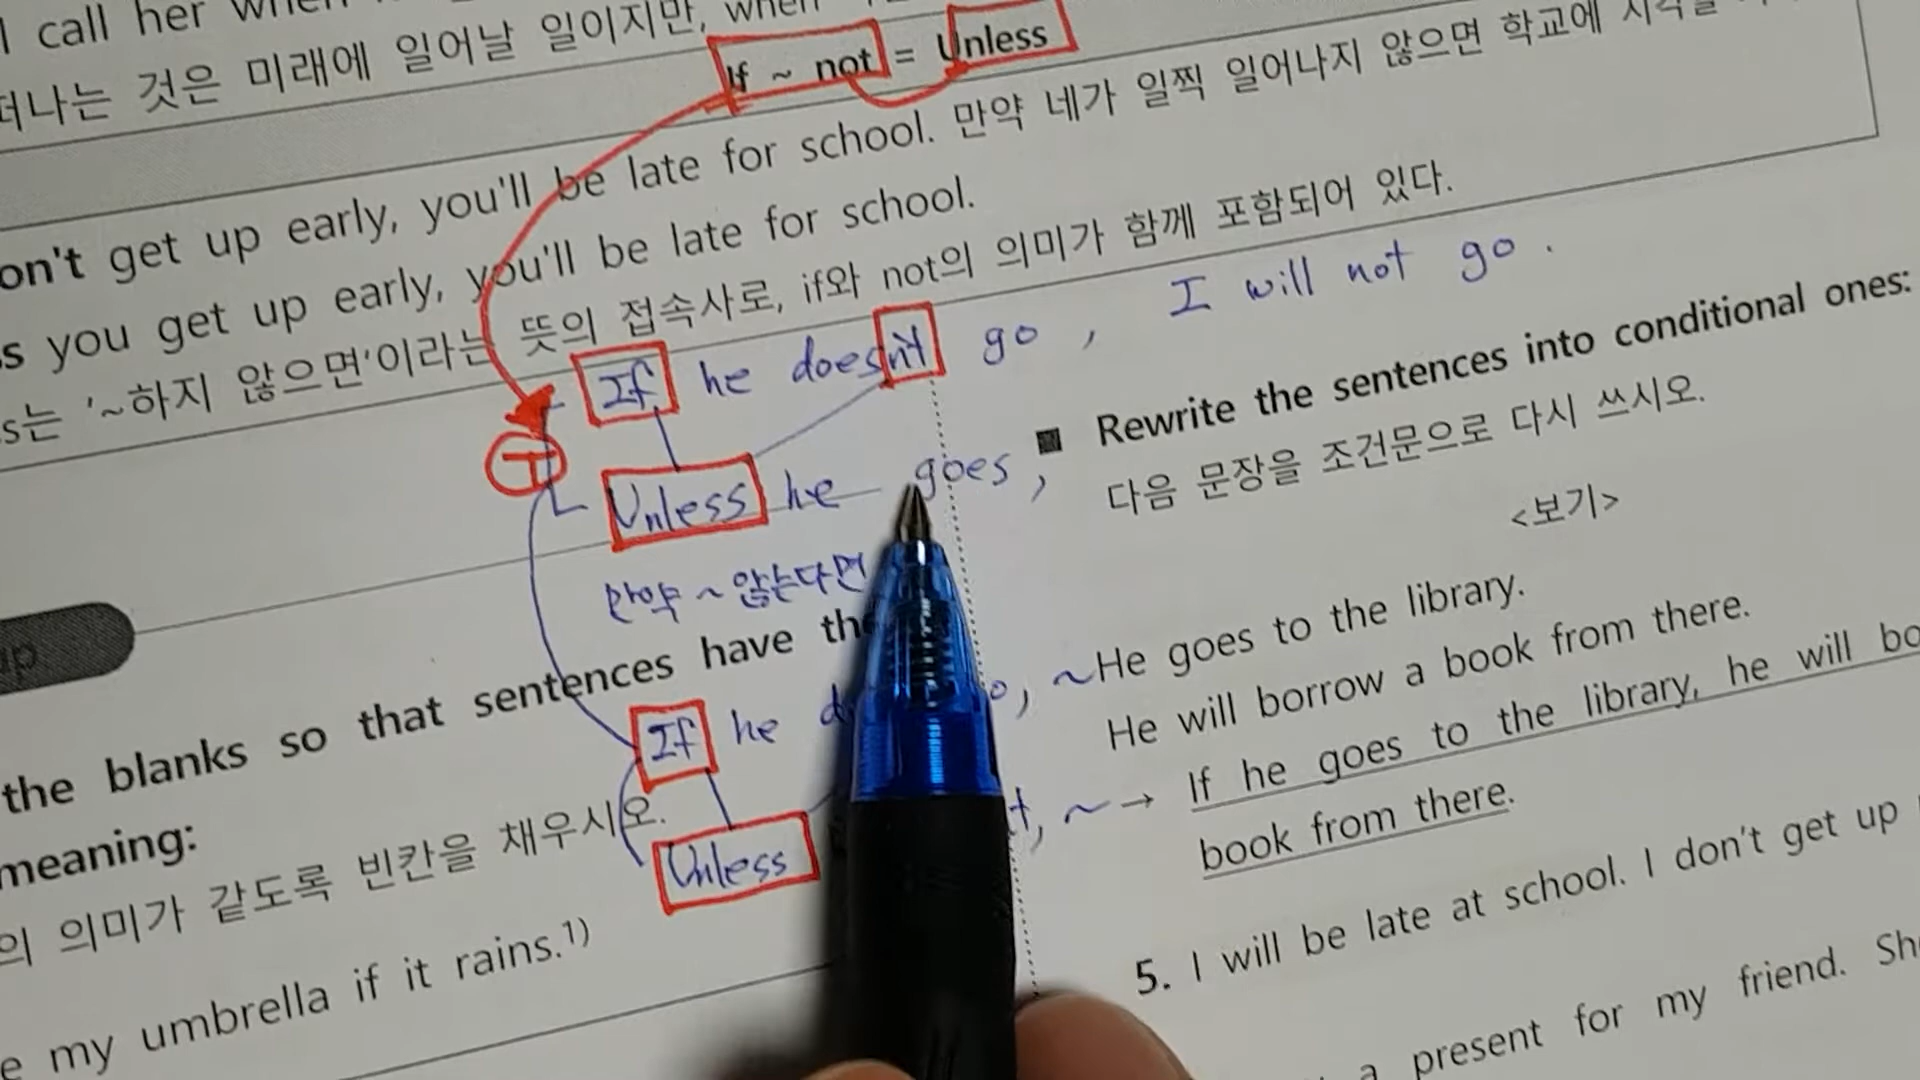 call her when
떠나는 것은 미래에 일어날 일이지만, when
If ~ not = Unless
on't get up early, you'll be late for school. 만약 네가 일찍 일어나지 않으면 학교에
s you get up early, you'll be late for school.
s는 '~하지 않으면'이라는 뜻의 접속사로, if와 not의 의미가 함께 포함되어 있다.
If he doesn't go, I will not go.
T
Unless he goes,
만약 ~ 않는다면
the blanks so that sentences have the
meaning:
의 의미가 같도록 빈칸을 채우시오.
If he
Unless
my umbrella if it rains.1)
e my umbrella
■ Rewrite the sentences into conditional ones:
다음 문장을 조건문으로 다시 쓰시오.
<보기>
~He goes to the library.
He will borrow a book from there.
~→ If he goes to the library, he will bo
book from there.
5. I will be late at school. I don't get up
a present for my friend. Sh